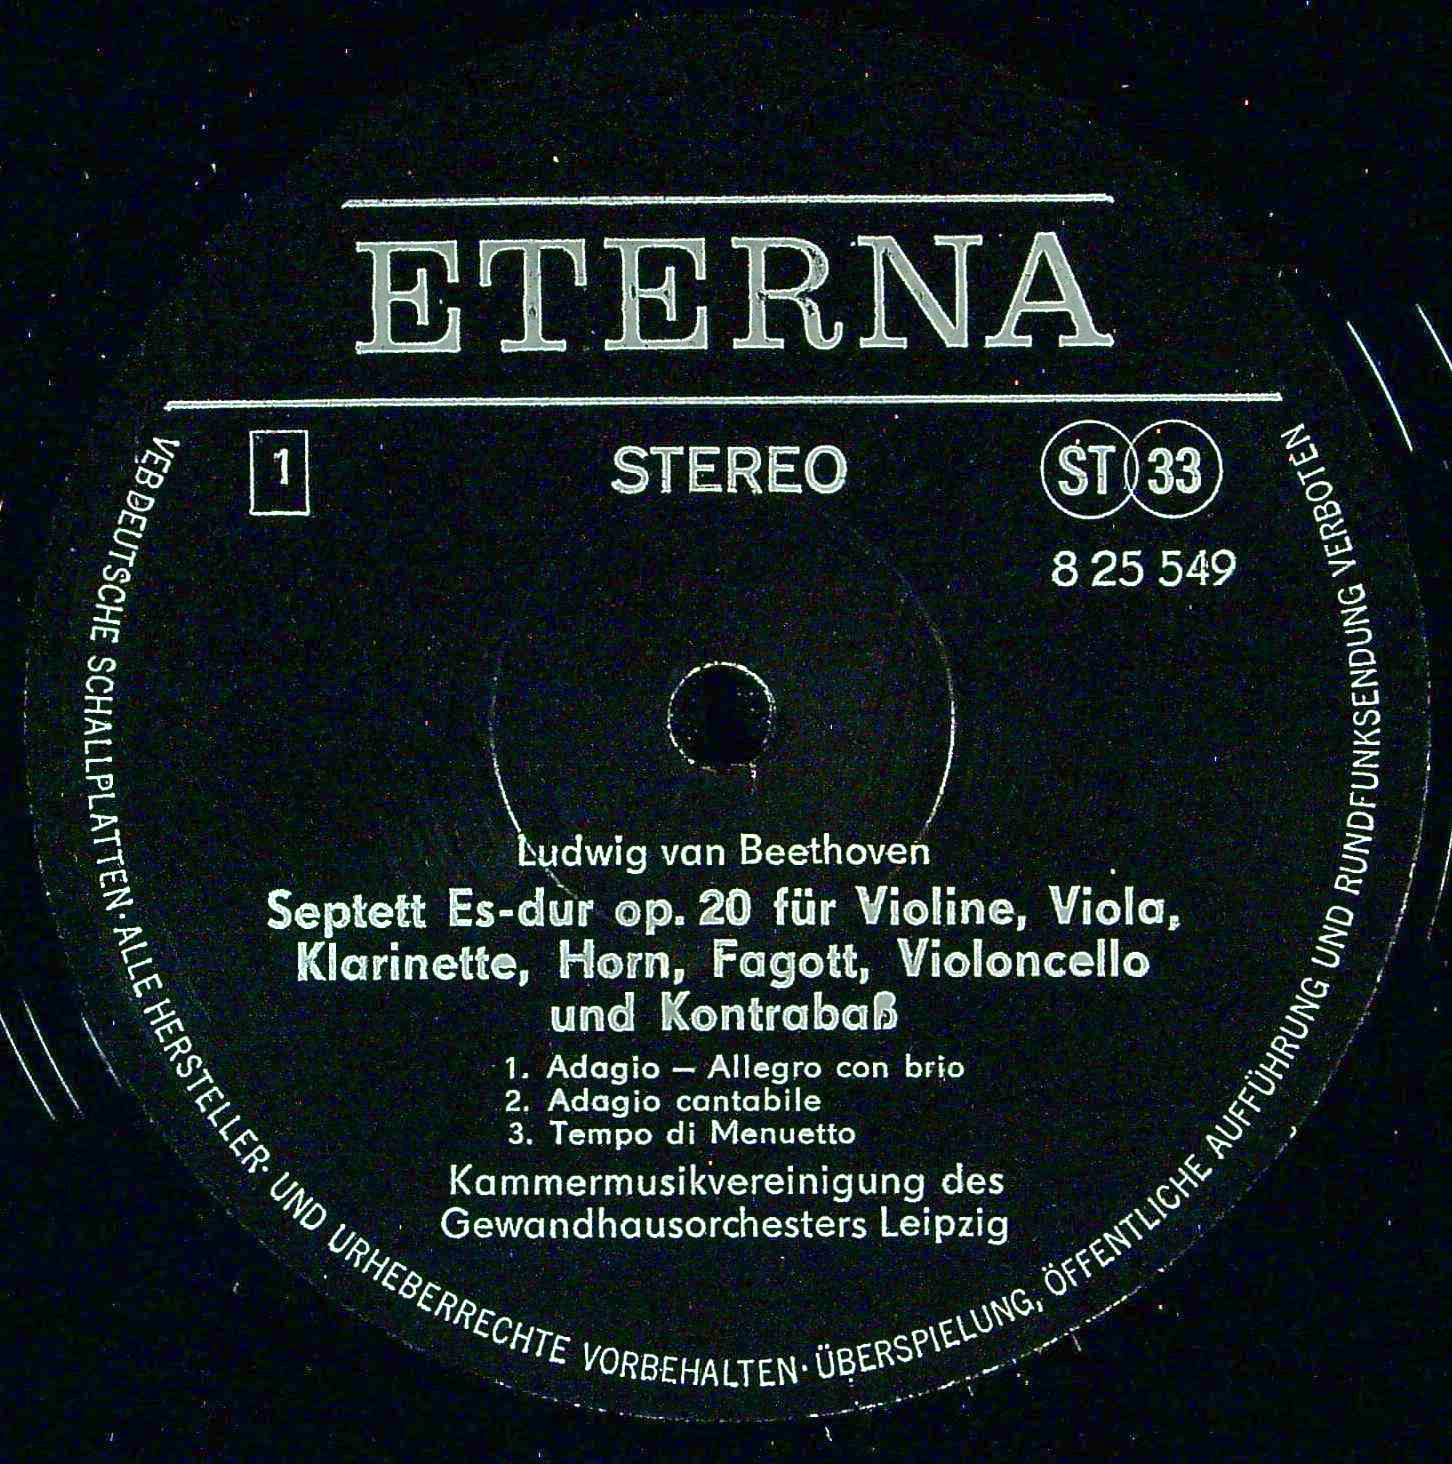 ETERNA
1
STEREO
ST 33
8 25 549
Ludwig van Beethoven
Septett Es-dur op. 20 für Violine, Viola,
Klarinette, Horn, Fagott, Violoncello
und Kontrabaß
1. Adagio – Allegro con brio
2. Adagio cantabile
3. Tempo di Menuetto
Kammermusikvereinigung des
Gewandhausorchesters Leipzig
VEB DEUTSCHE SCHALLPLATTEN · ALLE HERSTELLER- UND URHEBERRECHTE VORBEHALTEN · ÜBERSPIELUNG, ÖFFENTLICHE AUFFÜHRUNG UND RUNDFUNKSENDUNG VERBOTEN